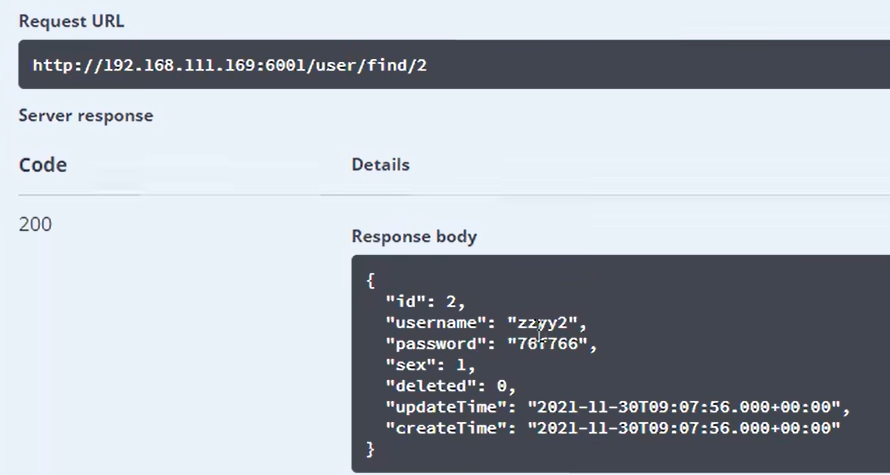 Request URL
http://192.168.111.169:6001/user/find/2
Server response
Code Details
200
Response body
{
"id": 2,
"username": "zzyy2",
"password": "76f766",
"sex": 1,
"deleted": 0,
"updateTime": "2021-11-30T09:07:56.000+00:00",
"createTime": "2021-11-30T09:07:56.000+00:00"
}